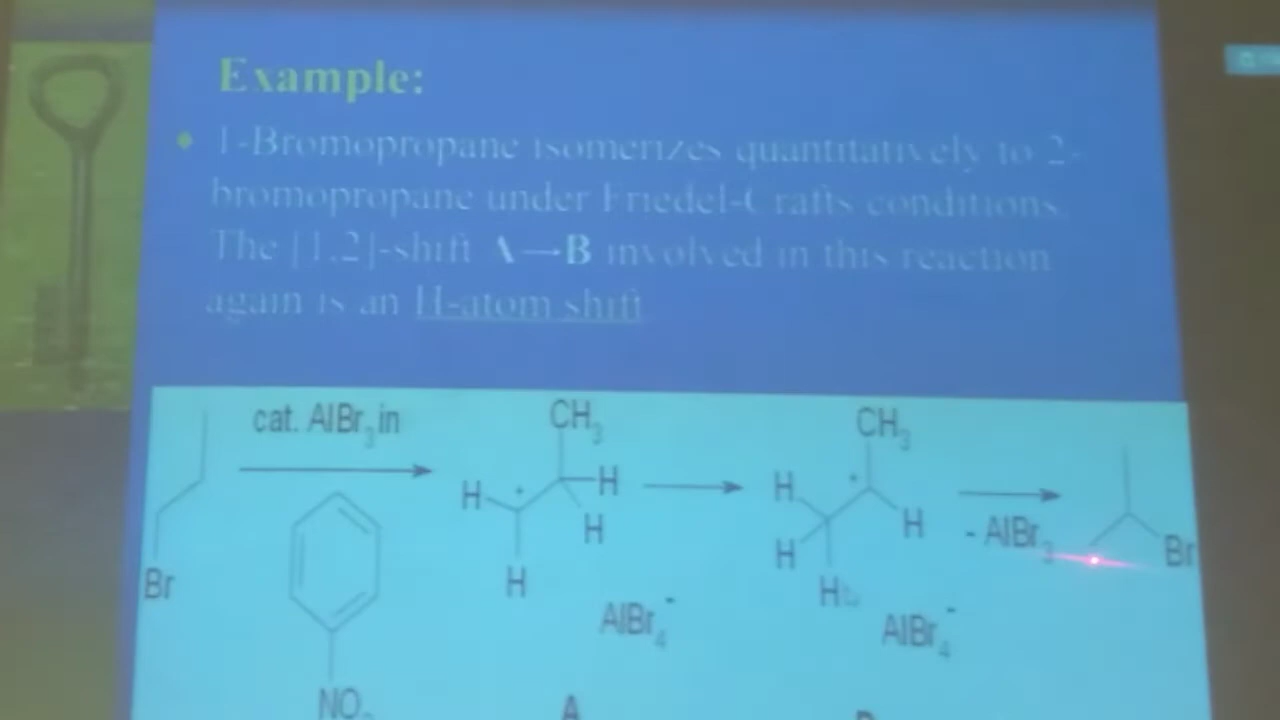 Example:
1-Bromopropane isomerizes quantitatively to 2-
bromopropane under Friedel-Crafts conditions.
The [1,2]-shift A→B involved in this reaction
again is an H-atom shift
cat. AlBr3 in
CH3
CH3
H
H
H
H
H
H
H
H
- AlBr3
Br
Br
AlBr4-
AlBr4-
NO2
A
B